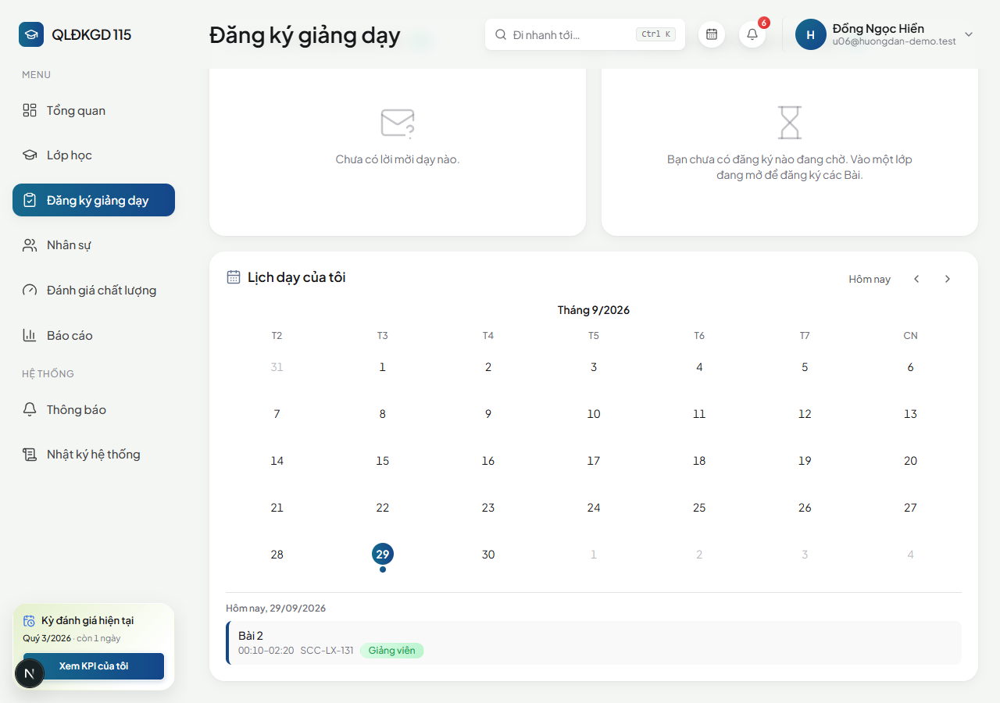 QLĐKGD 115
Đăng ký giảng dạy
Đi nhanh tới...
Ctrl K
6
H
Đồng Ngọc Hiển
u06@huongdan-demo.test
MENU
Tổng quan
Lớp học
Đăng ký giảng dạy
Nhân sự
Đánh giá chất lượng
Báo cáo
HỆ THỐNG
Thông báo
Nhật ký hệ thống
Kỳ đánh giá hiện tại
Quý 3/2026 · còn 1 ngày
Xem KPI của tôi
N
Chưa có lời mời dạy nào.
Bạn chưa có đăng ký nào đang chờ. Vào một lớp
đang mở để đăng ký các Bài.
Lịch dạy của tôi
Hôm nay
Tháng 9/2026
T2 T3 T4 T5 T6 T7 CN
31 1 2 3 4 5 6
7 8 9 10 11 12 13
14 15 16 17 18 19 20
21 22 23 24 25 26 27
28 29 30 1 2 3 4
Hôm nay, 29/09/2026
Bài 2
00:10–02:20 SCC-LX-131 Giảng viên